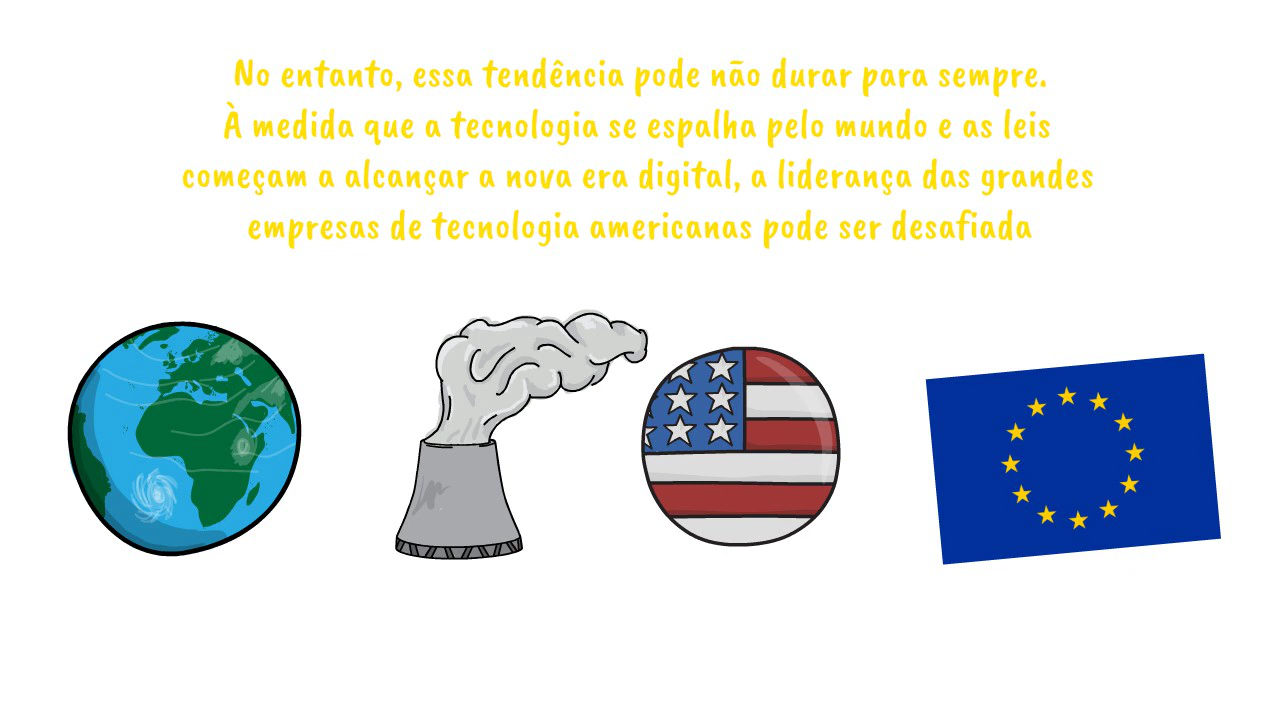 No entanto, essa tendência pode não durar para sempre.
À medida que a tecnologia se espalha pelo mundo e as leis
começam a alcançar a nova era digital, a liderança das grandes
empresas de tecnologia americanas pode ser desafiada